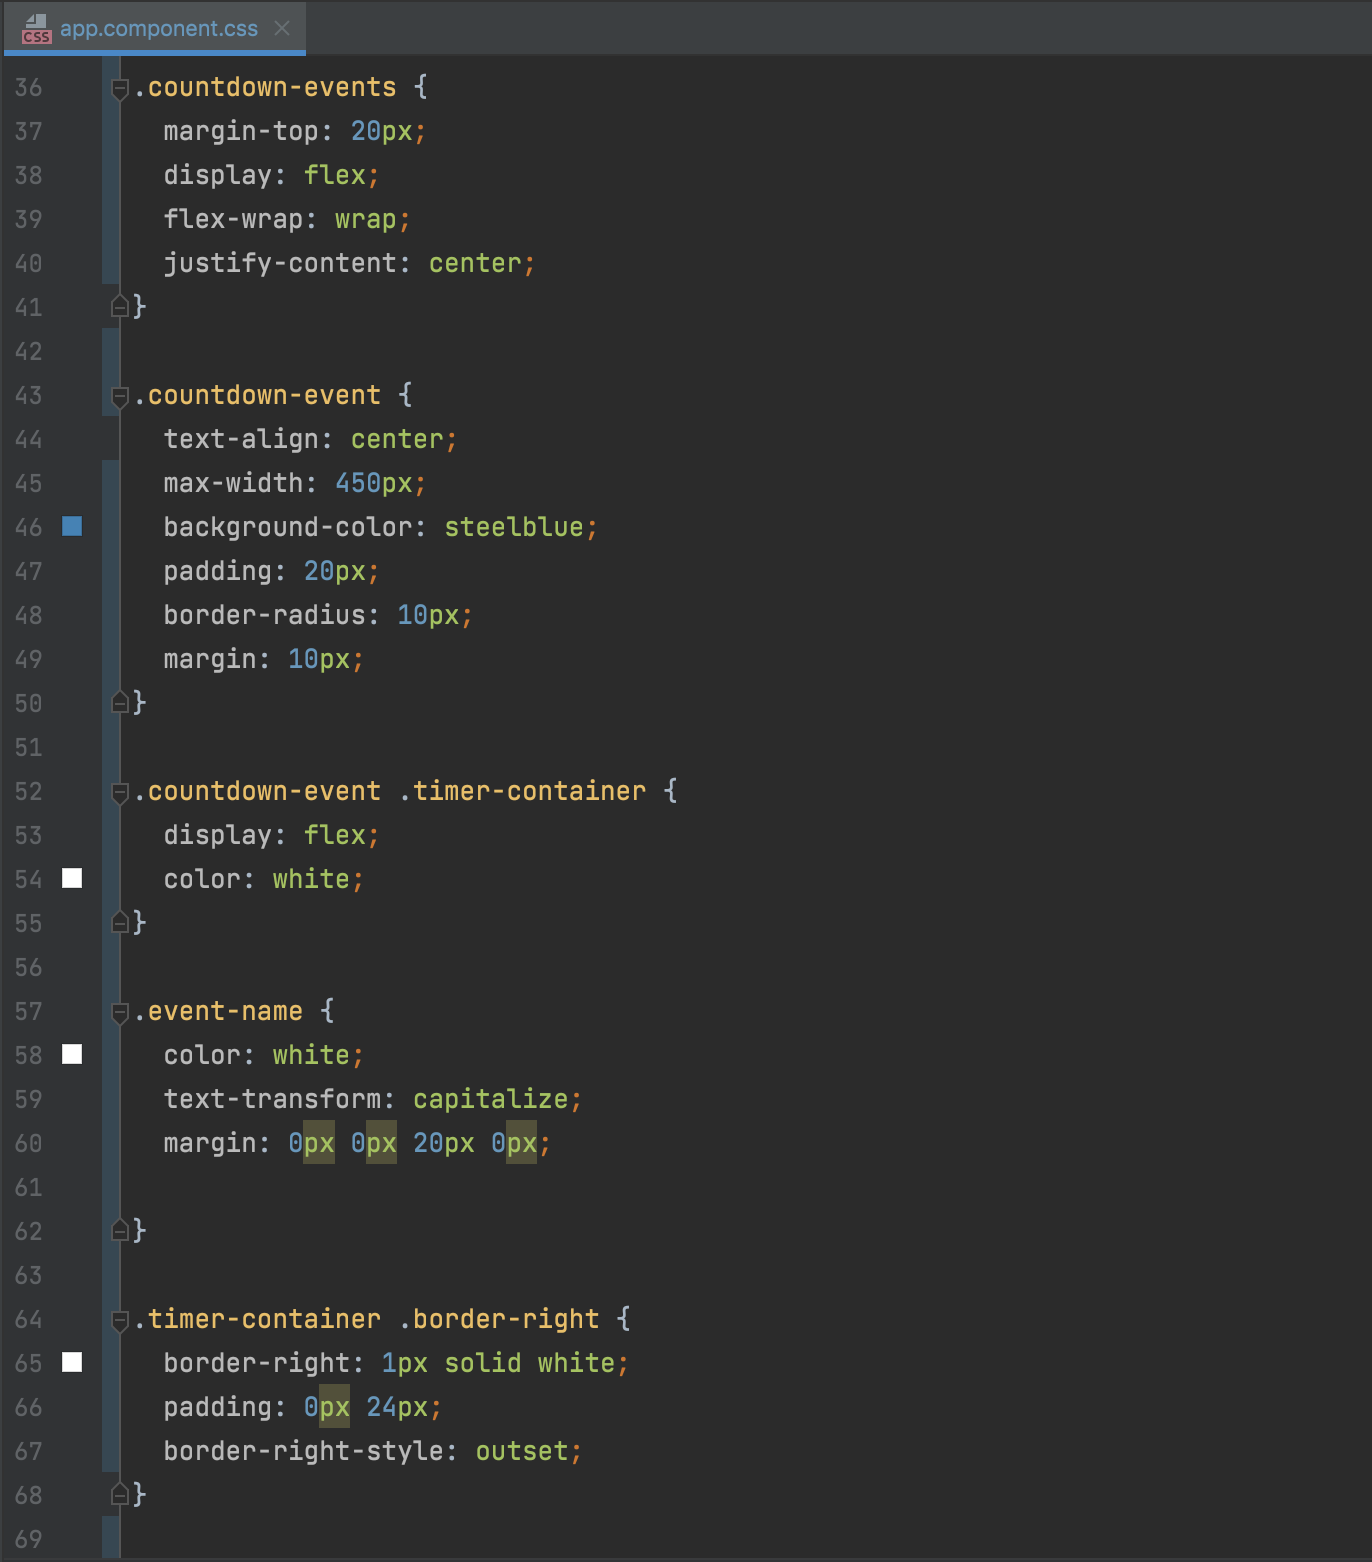 CSS app.component.css
36 .countdown-events {
37 margin-top: 20px;
38 display: flex;
39 flex-wrap: wrap;
40 justify-content: center;
41 }
42
43 .countdown-event {
44 text-align: center;
45 max-width: 450px;
46 background-color: steelblue;
47 padding: 20px;
48 border-radius: 10px;
49 margin: 10px;
50 }
51
52 .countdown-event .timer-container {
53 display: flex;
54 color: white;
55 }
56
57 .event-name {
58 color: white;
59 text-transform: capitalize;
60 margin: 0px 0px 20px 0px;
61
62 }
63
64 .timer-container .border-right {
65 border-right: 1px solid white;
66 padding: 0px 24px;
67 border-right-style: outset;
68 }
69